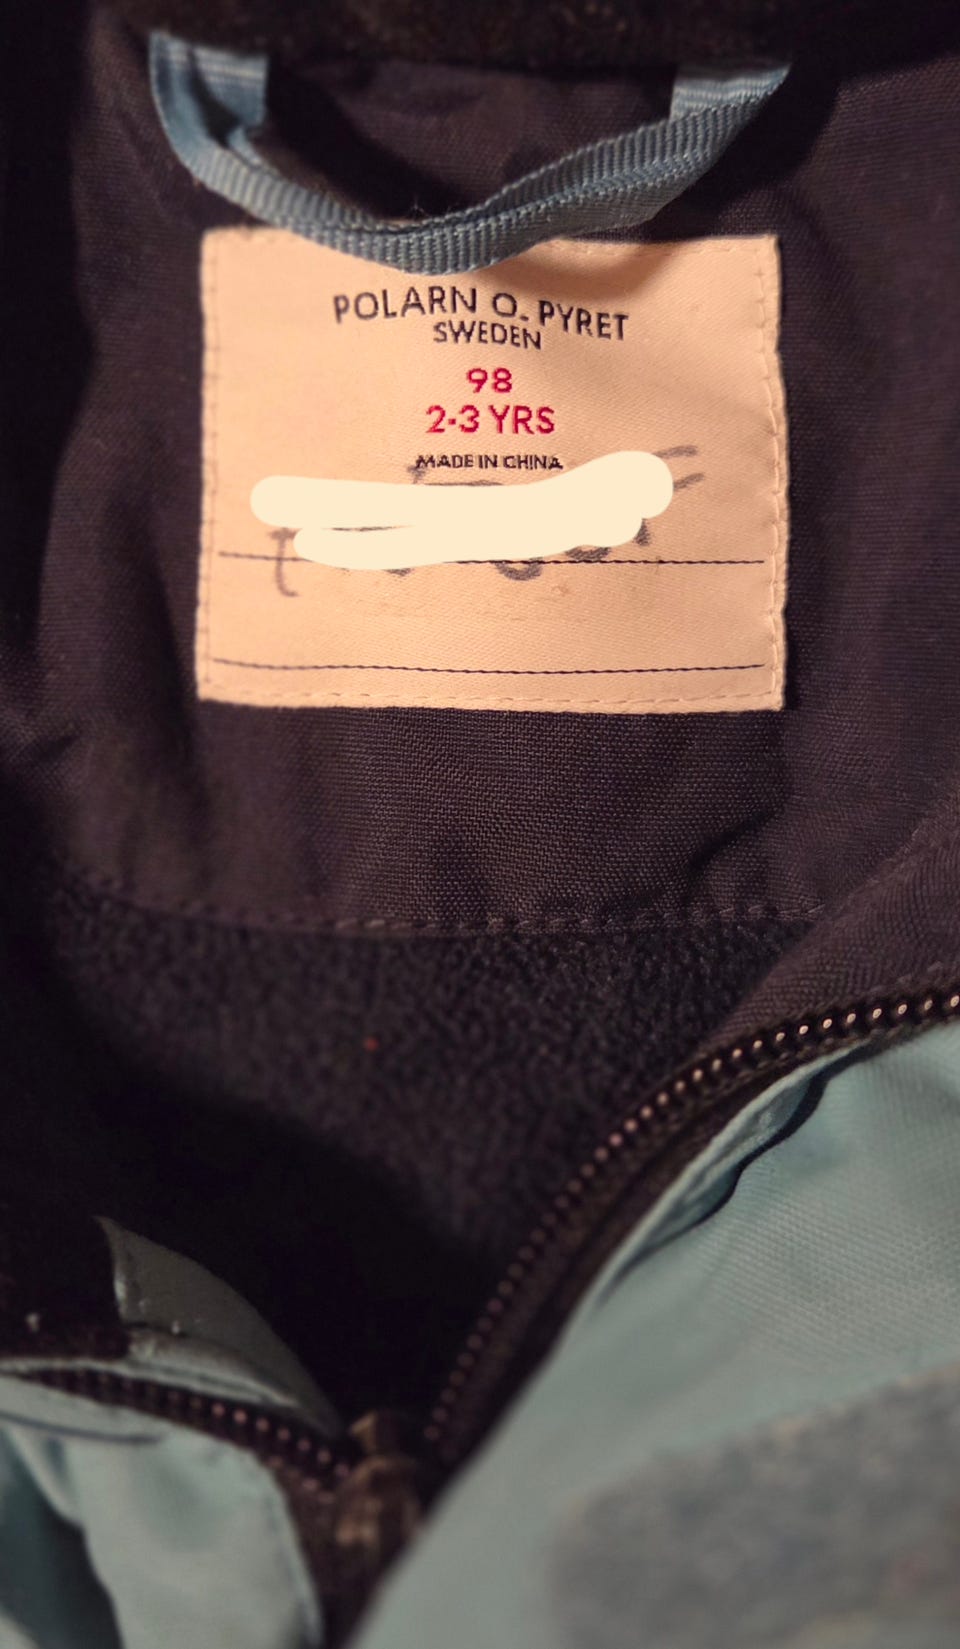 POLARN O. PYRET
SWEDEN
98
2-3 YRS
MADE IN CHINA